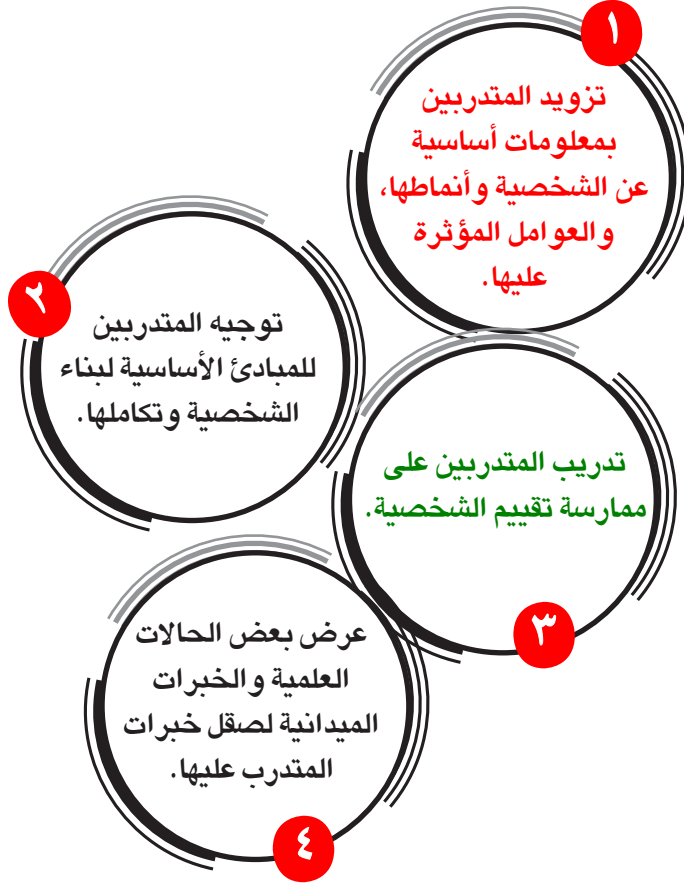 ١
تزويد المتدربين
بمعلومات أساسية
عن الشخصية وأنماطها،
والعوامل المؤثرة
عليها.
٢
توجيه المتدربين
للمبادئ الأساسية لبناء
الشخصية وتكاملها.
تدريب المتدربين على
ممارسة تقييم الشخصية.
٣
عرض بعض الحالات
العلمية والخبرات
الميدانية لصقل خبرات
المتدرب عليها.
٤